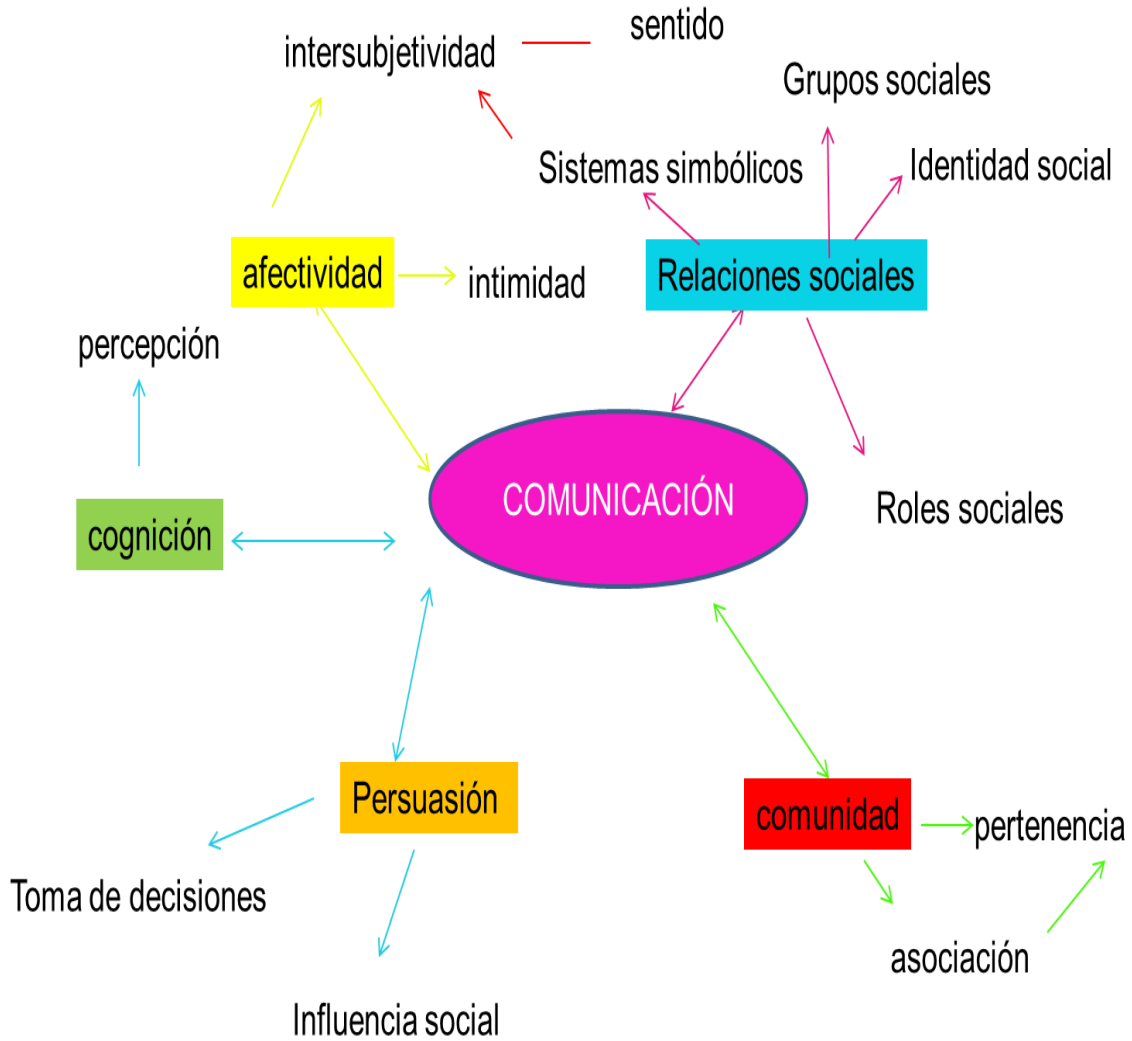 sentido
intersubjetividad
Grupos sociales
Sistemas simbólicos
Identidad social
afectividad
intimidad
Relaciones sociales
percepción
COMUNICACIÓN
Roles sociales
cognición
Persuasión
comunidad
pertenencia
Toma de decisiones
asociación
Influencia social